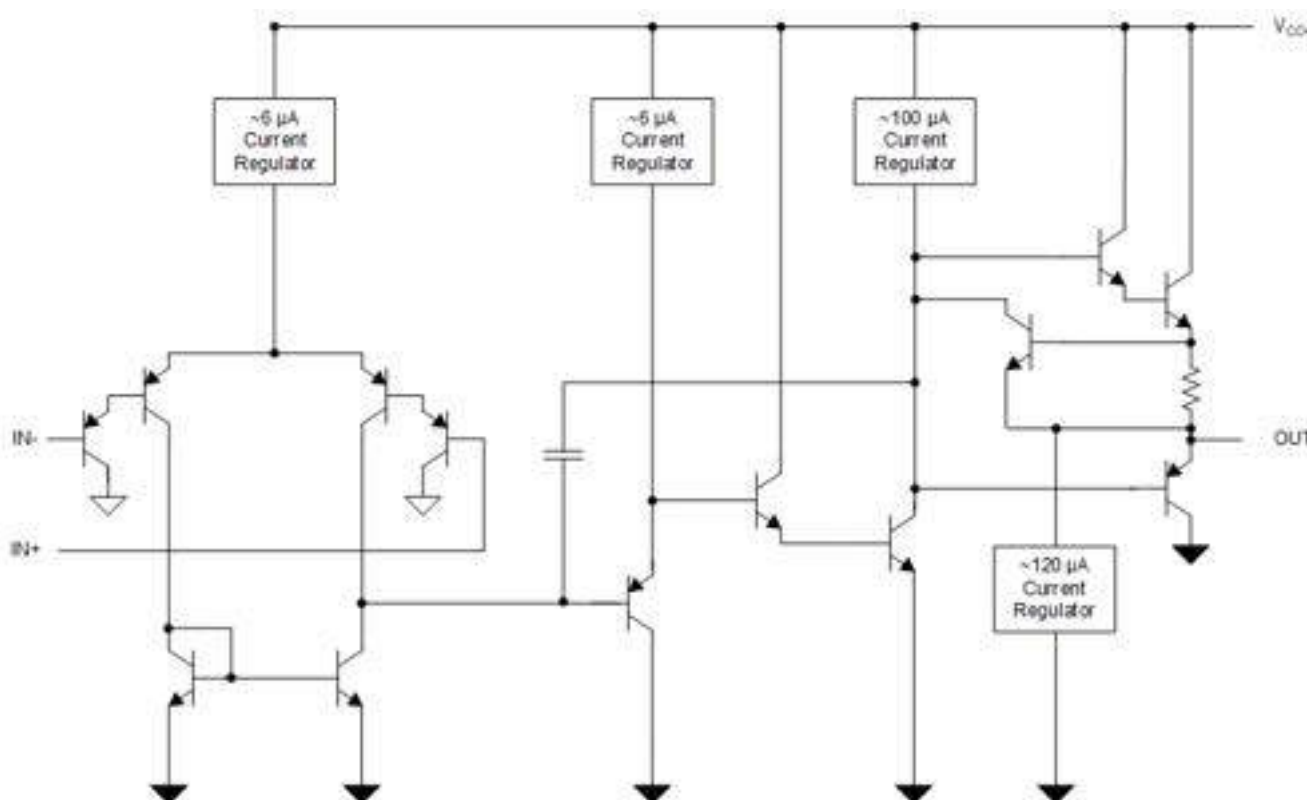 V_CC+
~6 µA
Current
Regulator
~6 µA
Current
Regulator
~100 µA
Current
Regulator
IN-
OUT
IN+
~120 µA
Current
Regulator